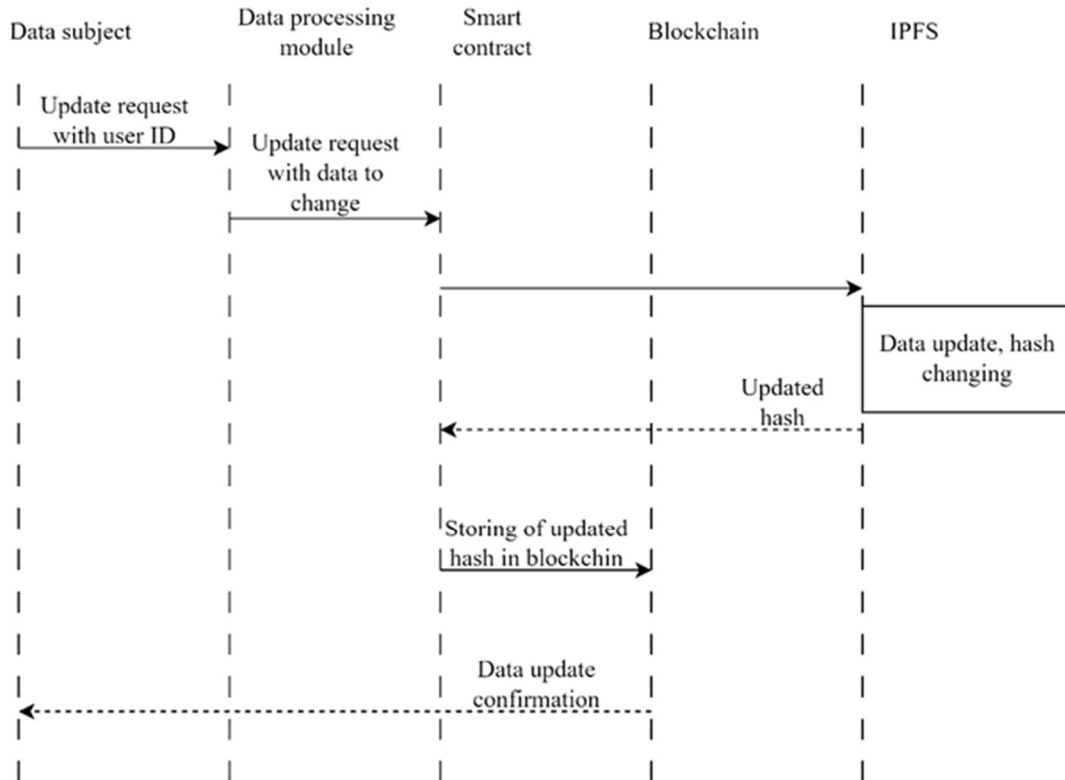 Data subject
Data processing
module
Smart
contract
Blockchain
IPFS
Update request
with user ID
Update request
with data to
change
Data update, hash
changing
Updated
hash
Storing of updated
hash in blockchin
Data update
confirmation